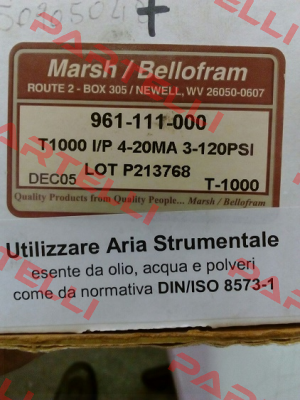 50905047
Marsh / Bellofram
ROUTE 2 - BOX 305 / NEWELL, WV 26050-0607
961-111-000
T1000 I/P 4-20MA 3-120PSI
LOT P213768
DEC05 T-1000
Quality Products from Quality People... Marsh / Bellofram
Utilizzare Aria Strumentale
esente da olio, acqua e polveri
come da normativa DIN/ISO 8573-1